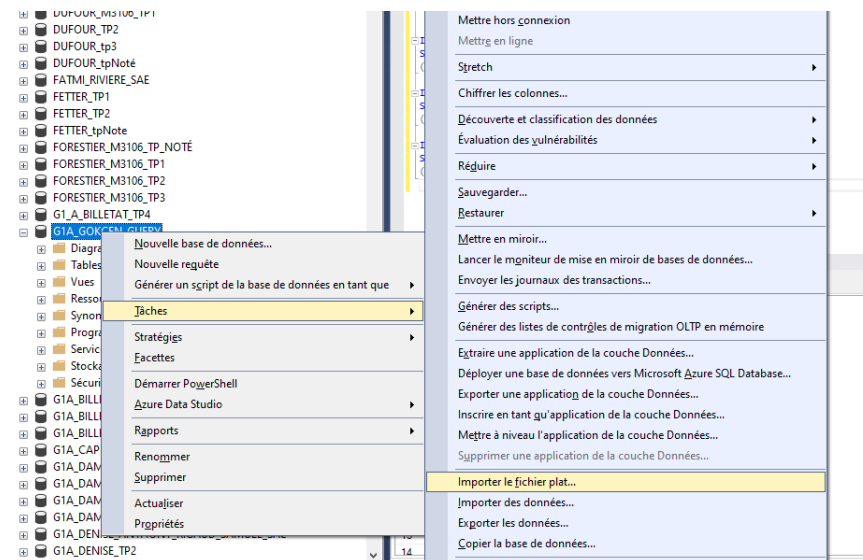 DUFOUR_M3106_TP1
DUFOUR_TP2
DUFOUR_tp3
DUFOUR_tpNoté
FATMI_RIVIERE_SAE
FETTER_TP1
FETTER_TP2
FETTER_tpNote
FORESTIER_M3106_TP_NOTÉ
FORESTIER_M3106_TP1
FORESTIER_M3106_TP2
FORESTIER_M3106_TP3
G1_A_BILLETAT_TP4
G1A_GOKCEN_GUERY
Diagra
Tables
Vues
Resso
Synon
Progra
Servic
Stocka
Sécuri
G1A_BILL
G1A_BILL
G1A_BILL
G1A_CAP
G1A_DAM
G1A_DAM
G1A_DAM
G1A_DENISE_ANTHONY_RIGAUD_SAMUEL_SAE
G1A_DENISE_TP2
Nouvelle base de données...
Nouvelle requête
Générer un script de la base de données en tant que
Tâches
Stratégies
Facettes
Démarrer PowerShell
Azure Data Studio
Rapports
Renommer
Supprimer
Actualiser
Propriétés
Mettre hors connexion
Mettre en ligne
Stretch
Chiffrer les colonnes...
Découverte et classification des données
Évaluation des vulnérabilités
Réduire
Sauvegarder...
Restaurer
Mettre en miroir...
Lancer le moniteur de mise en miroir de bases de données...
Envoyer les journaux des transactions...
Générer des scripts...
Générer des listes de contrôles de migration OLTP en mémoire
Extraire une application de la couche Données...
Déployer une base de données vers Microsoft Azure SQL Database...
Exporter une application de la couche Données...
Inscrire en tant qu'application de la couche Données...
Mettre à niveau l'application de la couche Données...
Supprimer une application de la couche Données...
Importer le fichier plat...
Importer des données...
Exporter les données...
Copier la base de données...
14